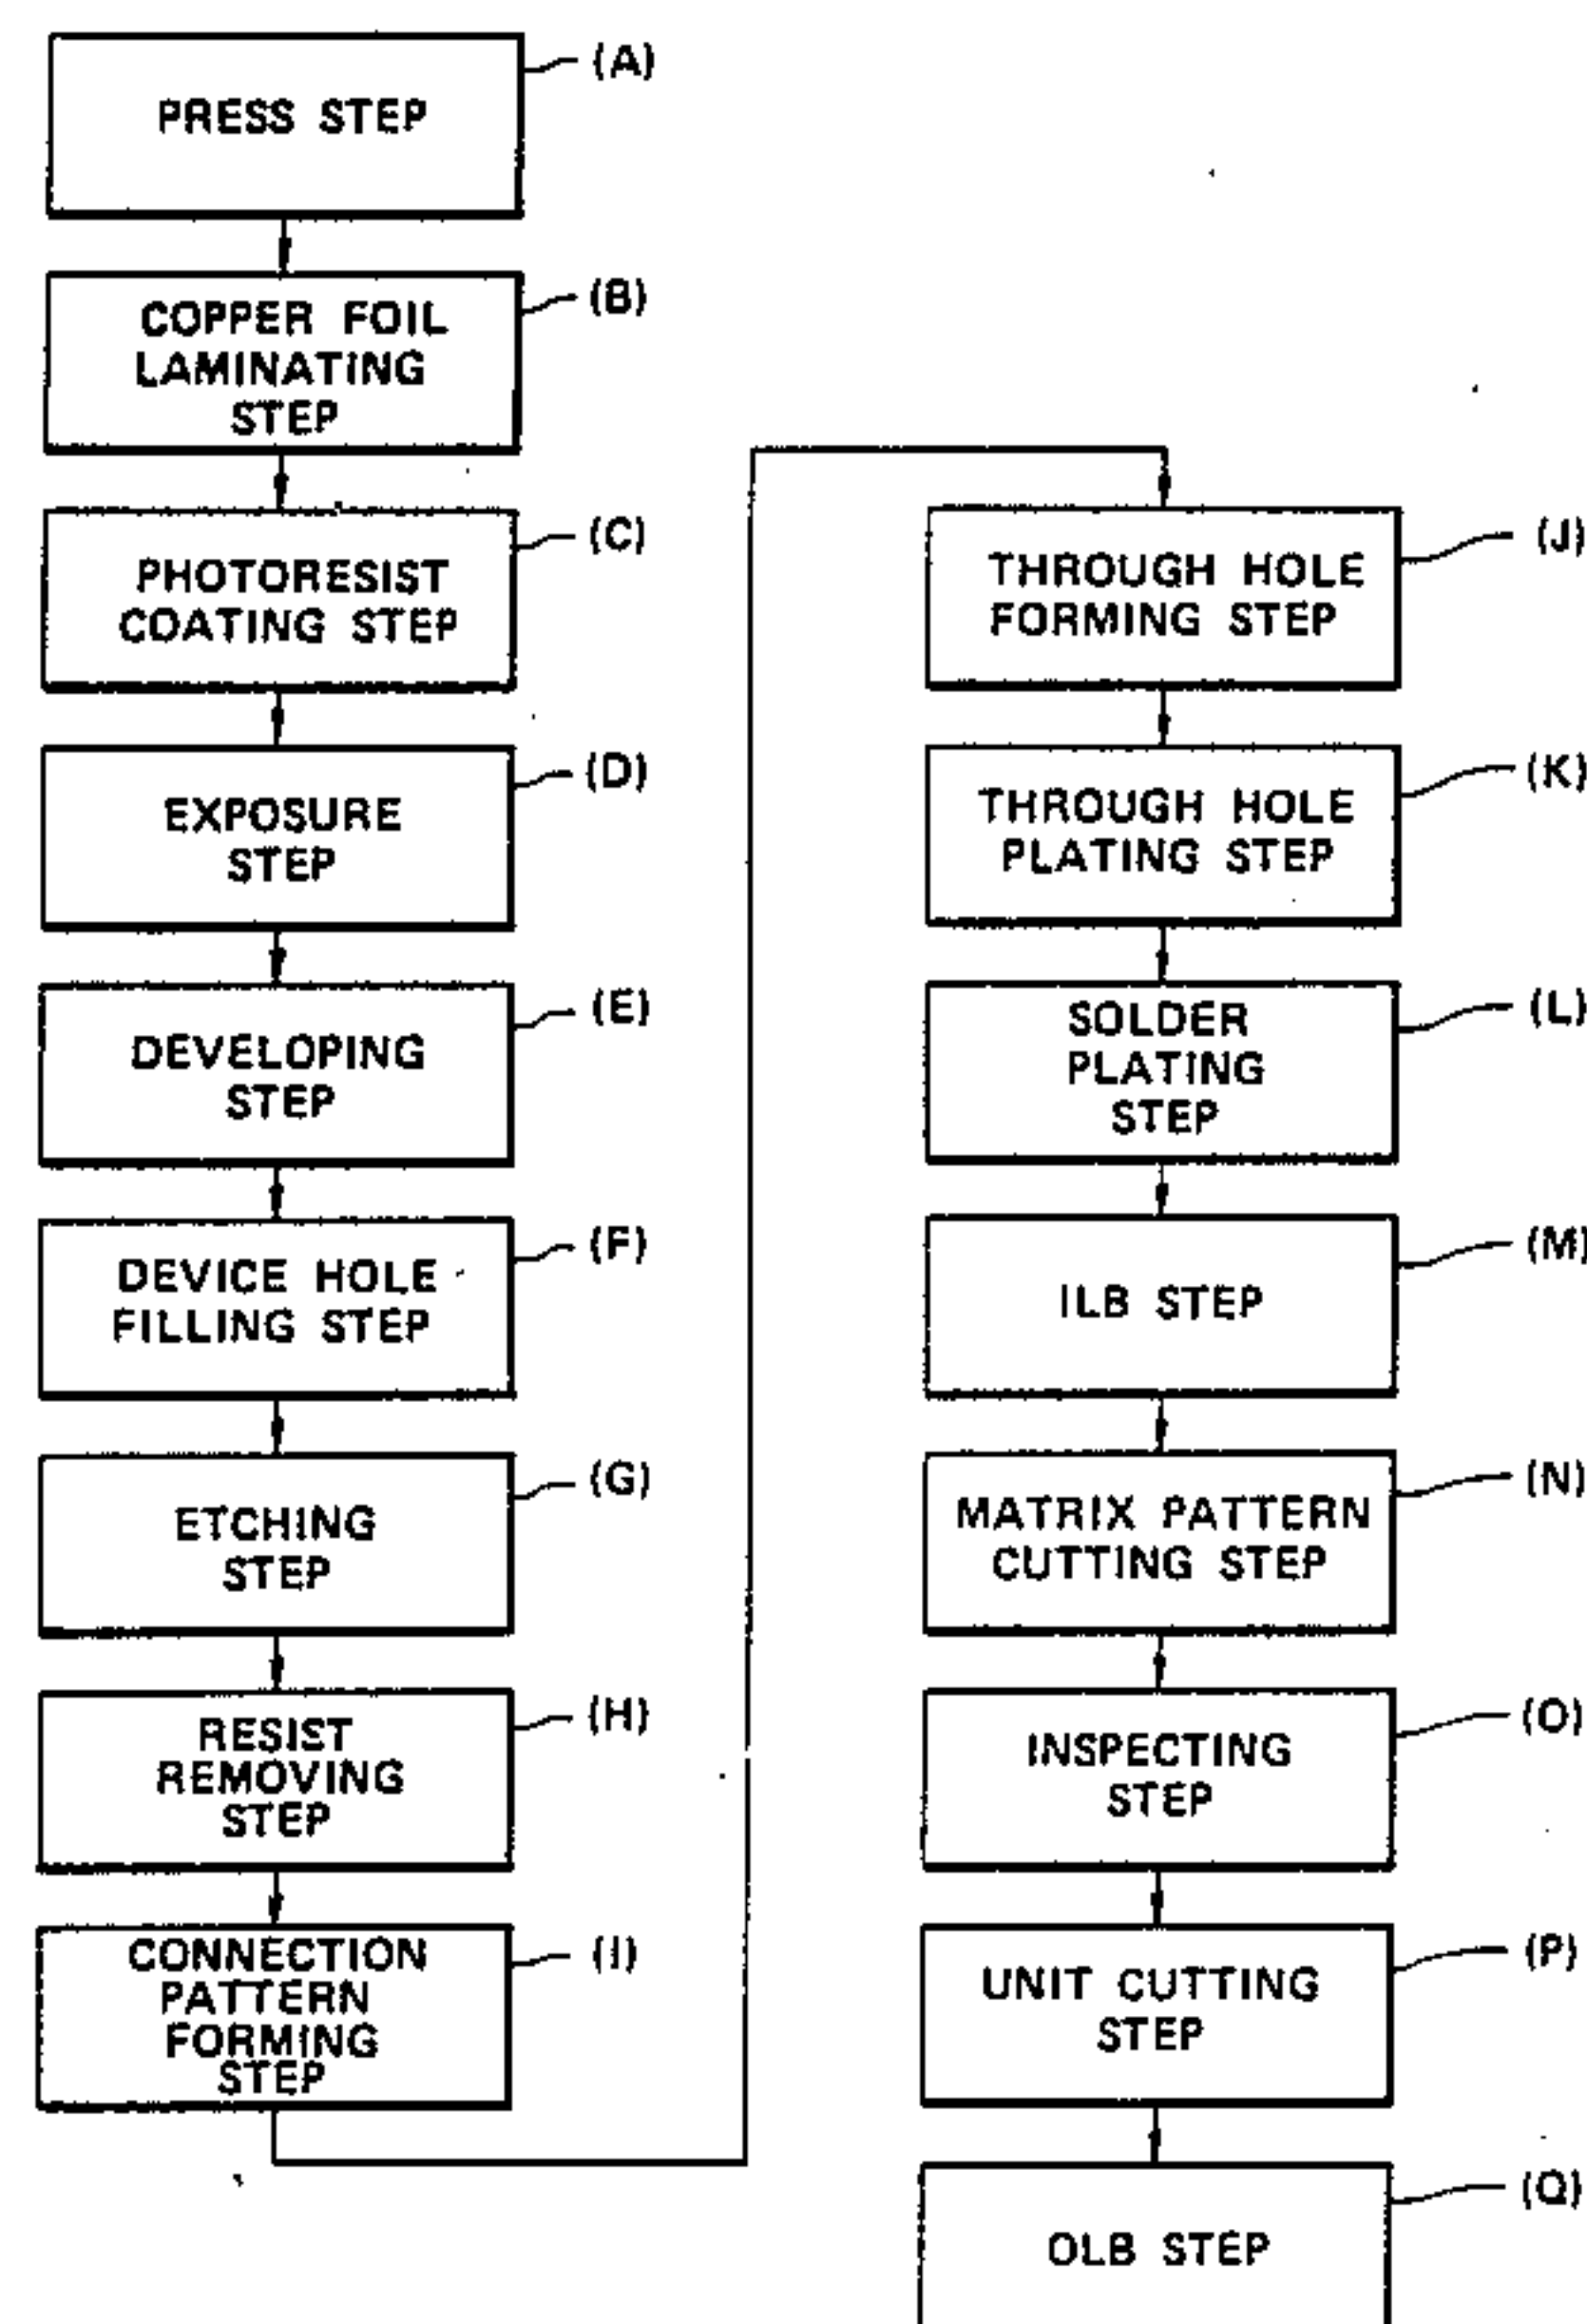 (A)
PRESS STEP
(B)
COPPER FOIL
LAMINATING
STEP
(C)
PHOTORESIST
COATING STEP
(D)
EXPOSURE
STEP
(E)
DEVELOPING
STEP
(F)
DEVICE HOLE
FILLING STEP
(G)
ETCHING
STEP
(H)
RESIST
REMOVING
STEP
(I)
CONNECTION
PATTERN
FORMING
STEP
(J)
THROUGH HOLE
FORMING STEP
(K)
THROUGH HOLE
PLATING STEP
(L)
SOLDER
PLATING
STEP
(M)
ILB STEP
(N)
MATRIX PATTERN
CUTTING STEP
(O)
INSPECTING
STEP
(P)
UNIT CUTTING
STEP
(Q)
OLB STEP